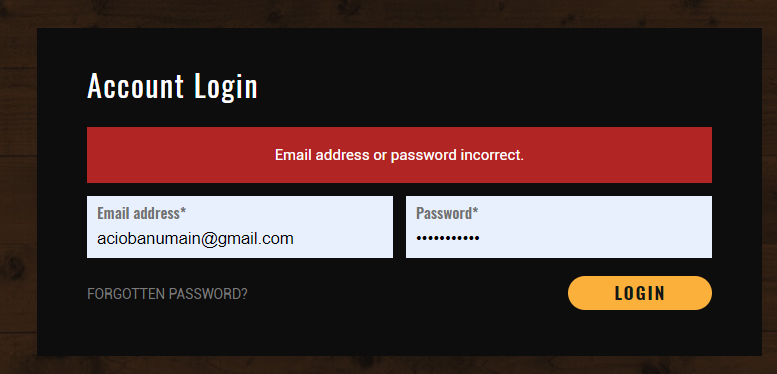 Account Login
Email address or password incorrect.
Email address*
aciobanumain@gmail.com
Password*
•••••••••••
FORGOTTEN PASSWORD?
LOGIN